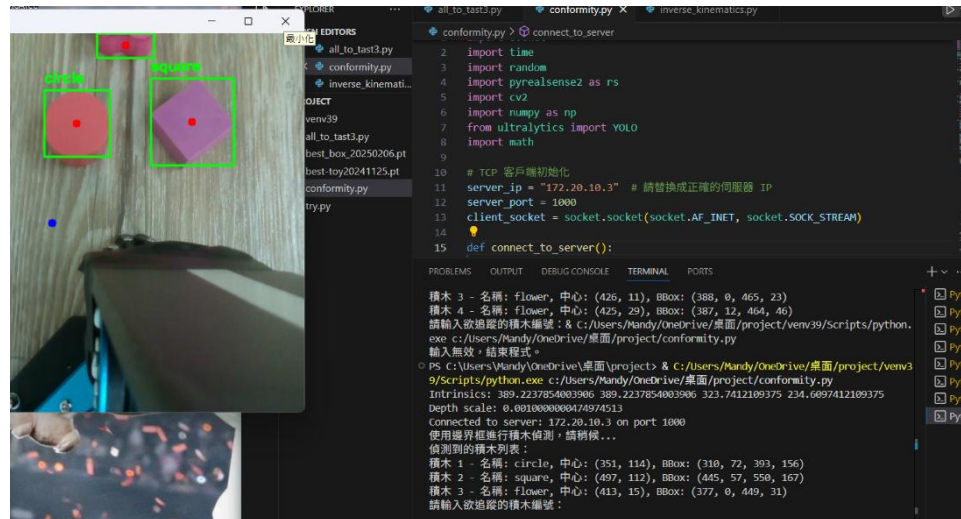 最小化
circle
square
EXPLORER
EDITORS
all_to_tast3.py
conformity.py
inverse_kinemati...
OJECT
venv39
all_to_tast3.py
best_box_20250206.pt
best-toy20241125.pt
conformity.py
try.py
all_to_tast3.py
conformity.py
inverse_kinematics.py
conformity.py > connect_to_server
2 import time
3 import random
4 import pyrealsense2 as rs
5 import cv2
6 import numpy as np
7 from ultralytics import YOLO
8 import math
9
10 # TCP 客戶端初始化
11 server_ip = "172.20.10.3" # 請替換成正確的伺服器 IP
12 server_port = 1000
13 client_socket = socket.socket(socket.AF_INET, socket.SOCK_STREAM)
14
15 def connect_to_server():
PROBLEMS OUTPUT DEBUG CONSOLE TERMINAL PORTS
積木 3 - 名稱: flower, 中心: (426, 11), BBox: (388, 0, 465, 23)
積木 4 - 名稱: flower, 中心: (425, 29), BBox: (387, 12, 464, 46)
請輸入欲追蹤的積木編號：& C:/Users/Mandy/OneDrive/桌面/project/venv39/Scripts/python.
exe c:/Users/Mandy/OneDrive/桌面/project/conformity.py
輸入無效，結束程式。
PS C:\Users\Mandy\OneDrive\桌面\project> & C:/Users/Mandy/OneDrive/桌面/project/venv3
9/Scripts/python.exe c:/Users/Mandy/OneDrive/桌面/project/conformity.py
Intrinsics: 389.2237854003906 389.2237854003906 323.7412109375 234.6097412109375
Depth scale: 0.0010000000474974513
Connected to server: 172.20.10.3 on port 1000
使用邊界框進行積木偵測，請稍候...
偵測到的積木列表：
積木 1 - 名稱: circle, 中心: (351, 114), BBox: (310, 72, 393, 156)
積木 2 - 名稱: square, 中心: (497, 112), BBox: (445, 57, 550, 167)
積木 3 - 名稱: flower, 中心: (413, 15), BBox: (377, 0, 449, 31)
請輸入欲追蹤的積木編號：
Py
Py
Py
Py
Py
Py
Py
Py